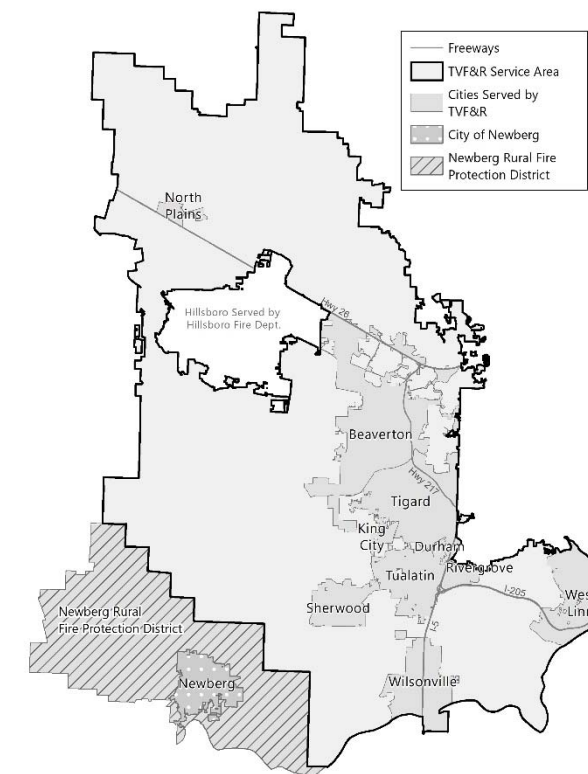 Freeways
TVF&R Service Area
Cities Served by
TVF&R
City of Newberg
Newberg Rural Fire
Protection District
North
Plains
Hillsboro Served by
Hillsboro Fire Dept.
Hwy 26
Beaverton
Hwy 217
Tigard
King
City
Durham
Tualatin
Rivergrove
I-205
Wes
Linn
Sherwood
I-5
Newberg Rural
Fire Protection District
Newberg
Wilsonville